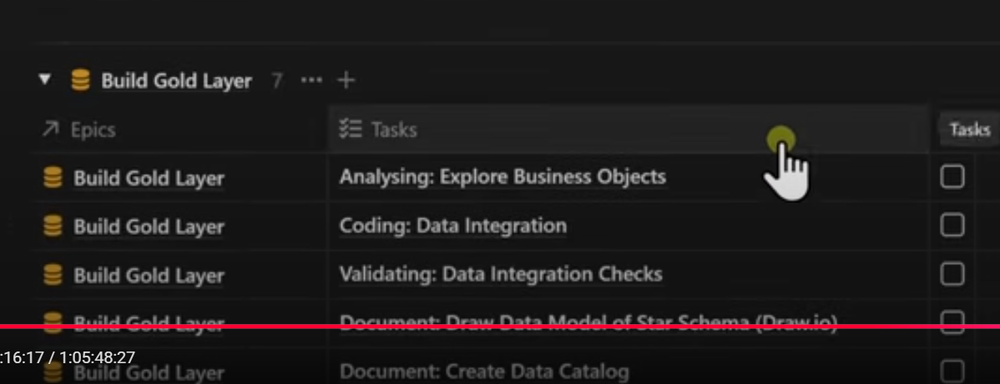 Build Gold Layer 7 ... +
Epics Tasks Tasks
Build Gold Layer Analysing: Explore Business Objects
Build Gold Layer Coding: Data Integration
Build Gold Layer Validating: Data Integration Checks
Build Gold Layer Document: Draw Data Model of Star Schema (Draw.io)
:16:17 / 1:05:48:27
Build Gold Layer Document: Create Data Catalog